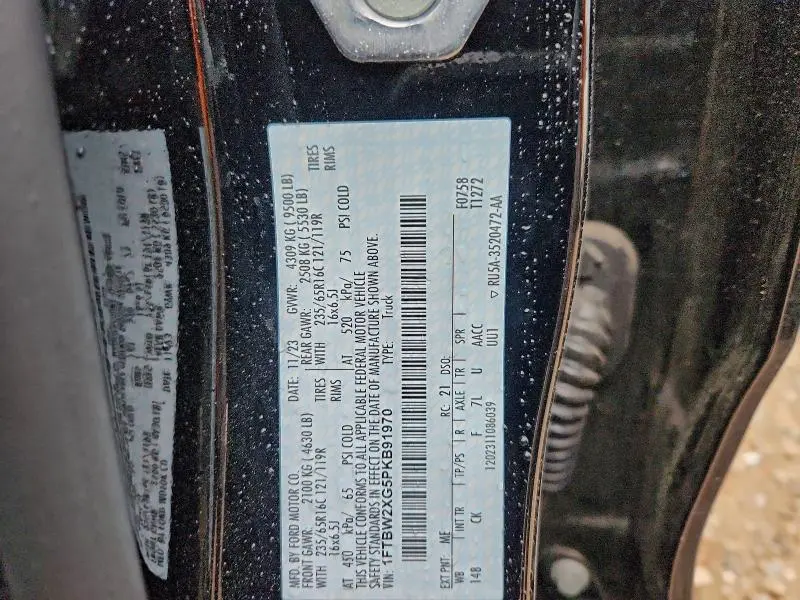 MFD. BY FORD MOTOR CO.
DATE: 11/23 GVWR: 4309 KG ( 9500 LB)
FRONT GAWR: 2100 KG ( 4630 LB) REAR GAWR: 2508 KG ( 5530 LB)
WITH 235/65R16C 121/119R TIRES WITH 235/65R16C 121/119R TIRES
16x6.5J RIMS 16x6.5J RIMS
AT 450 kPa/ 65 PSI COLD AT 520 kPa/ 75 PSI COLD
THIS VEHICLE CONFORMS TO ALL APPLICABLE FEDERAL MOTOR VEHICLE
SAFETY STANDARDS IN EFFECT ON THE DATE OF MANUFACTURE SHOWN ABOVE.
VIN: 1FTBW2XG5PKB91970 TYPE: Truck
F0758
T1272
EXT PNT: ME RC: 21 DSO:
WB INT TR TP/PS R AXLE TR SPR
148 CK F 7L U AACC
UU1
1202311086039 ▽ RU5A-3520472-AA